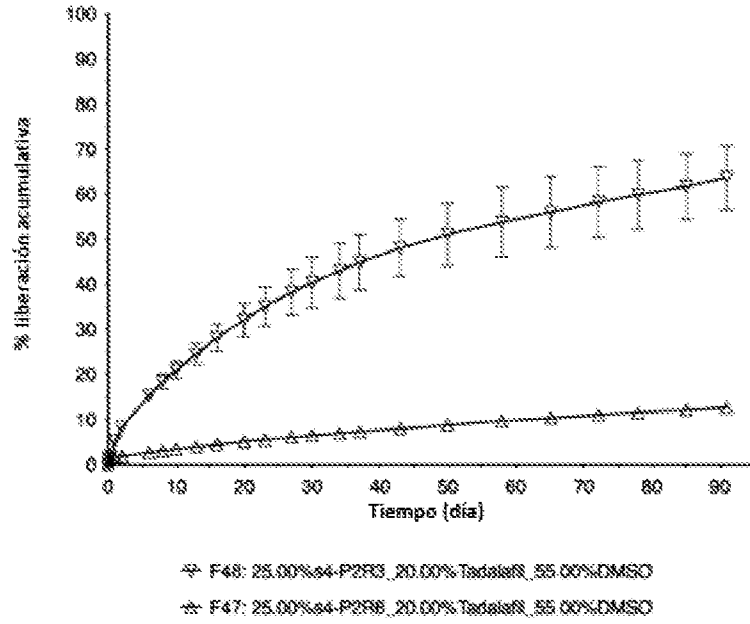 100
90
80
70
60
50
40
30
20
10
0
% liberación acumulativa
0 10 20 30 40 50 60 70 80 90
Tiempo (día)
F48: 25.00%s4-P2R3_20.00%Tadalafil_55.00%DMSO
F47: 25.00%s4-P2R6_20.00%Tadalafil_55.00%DMSO